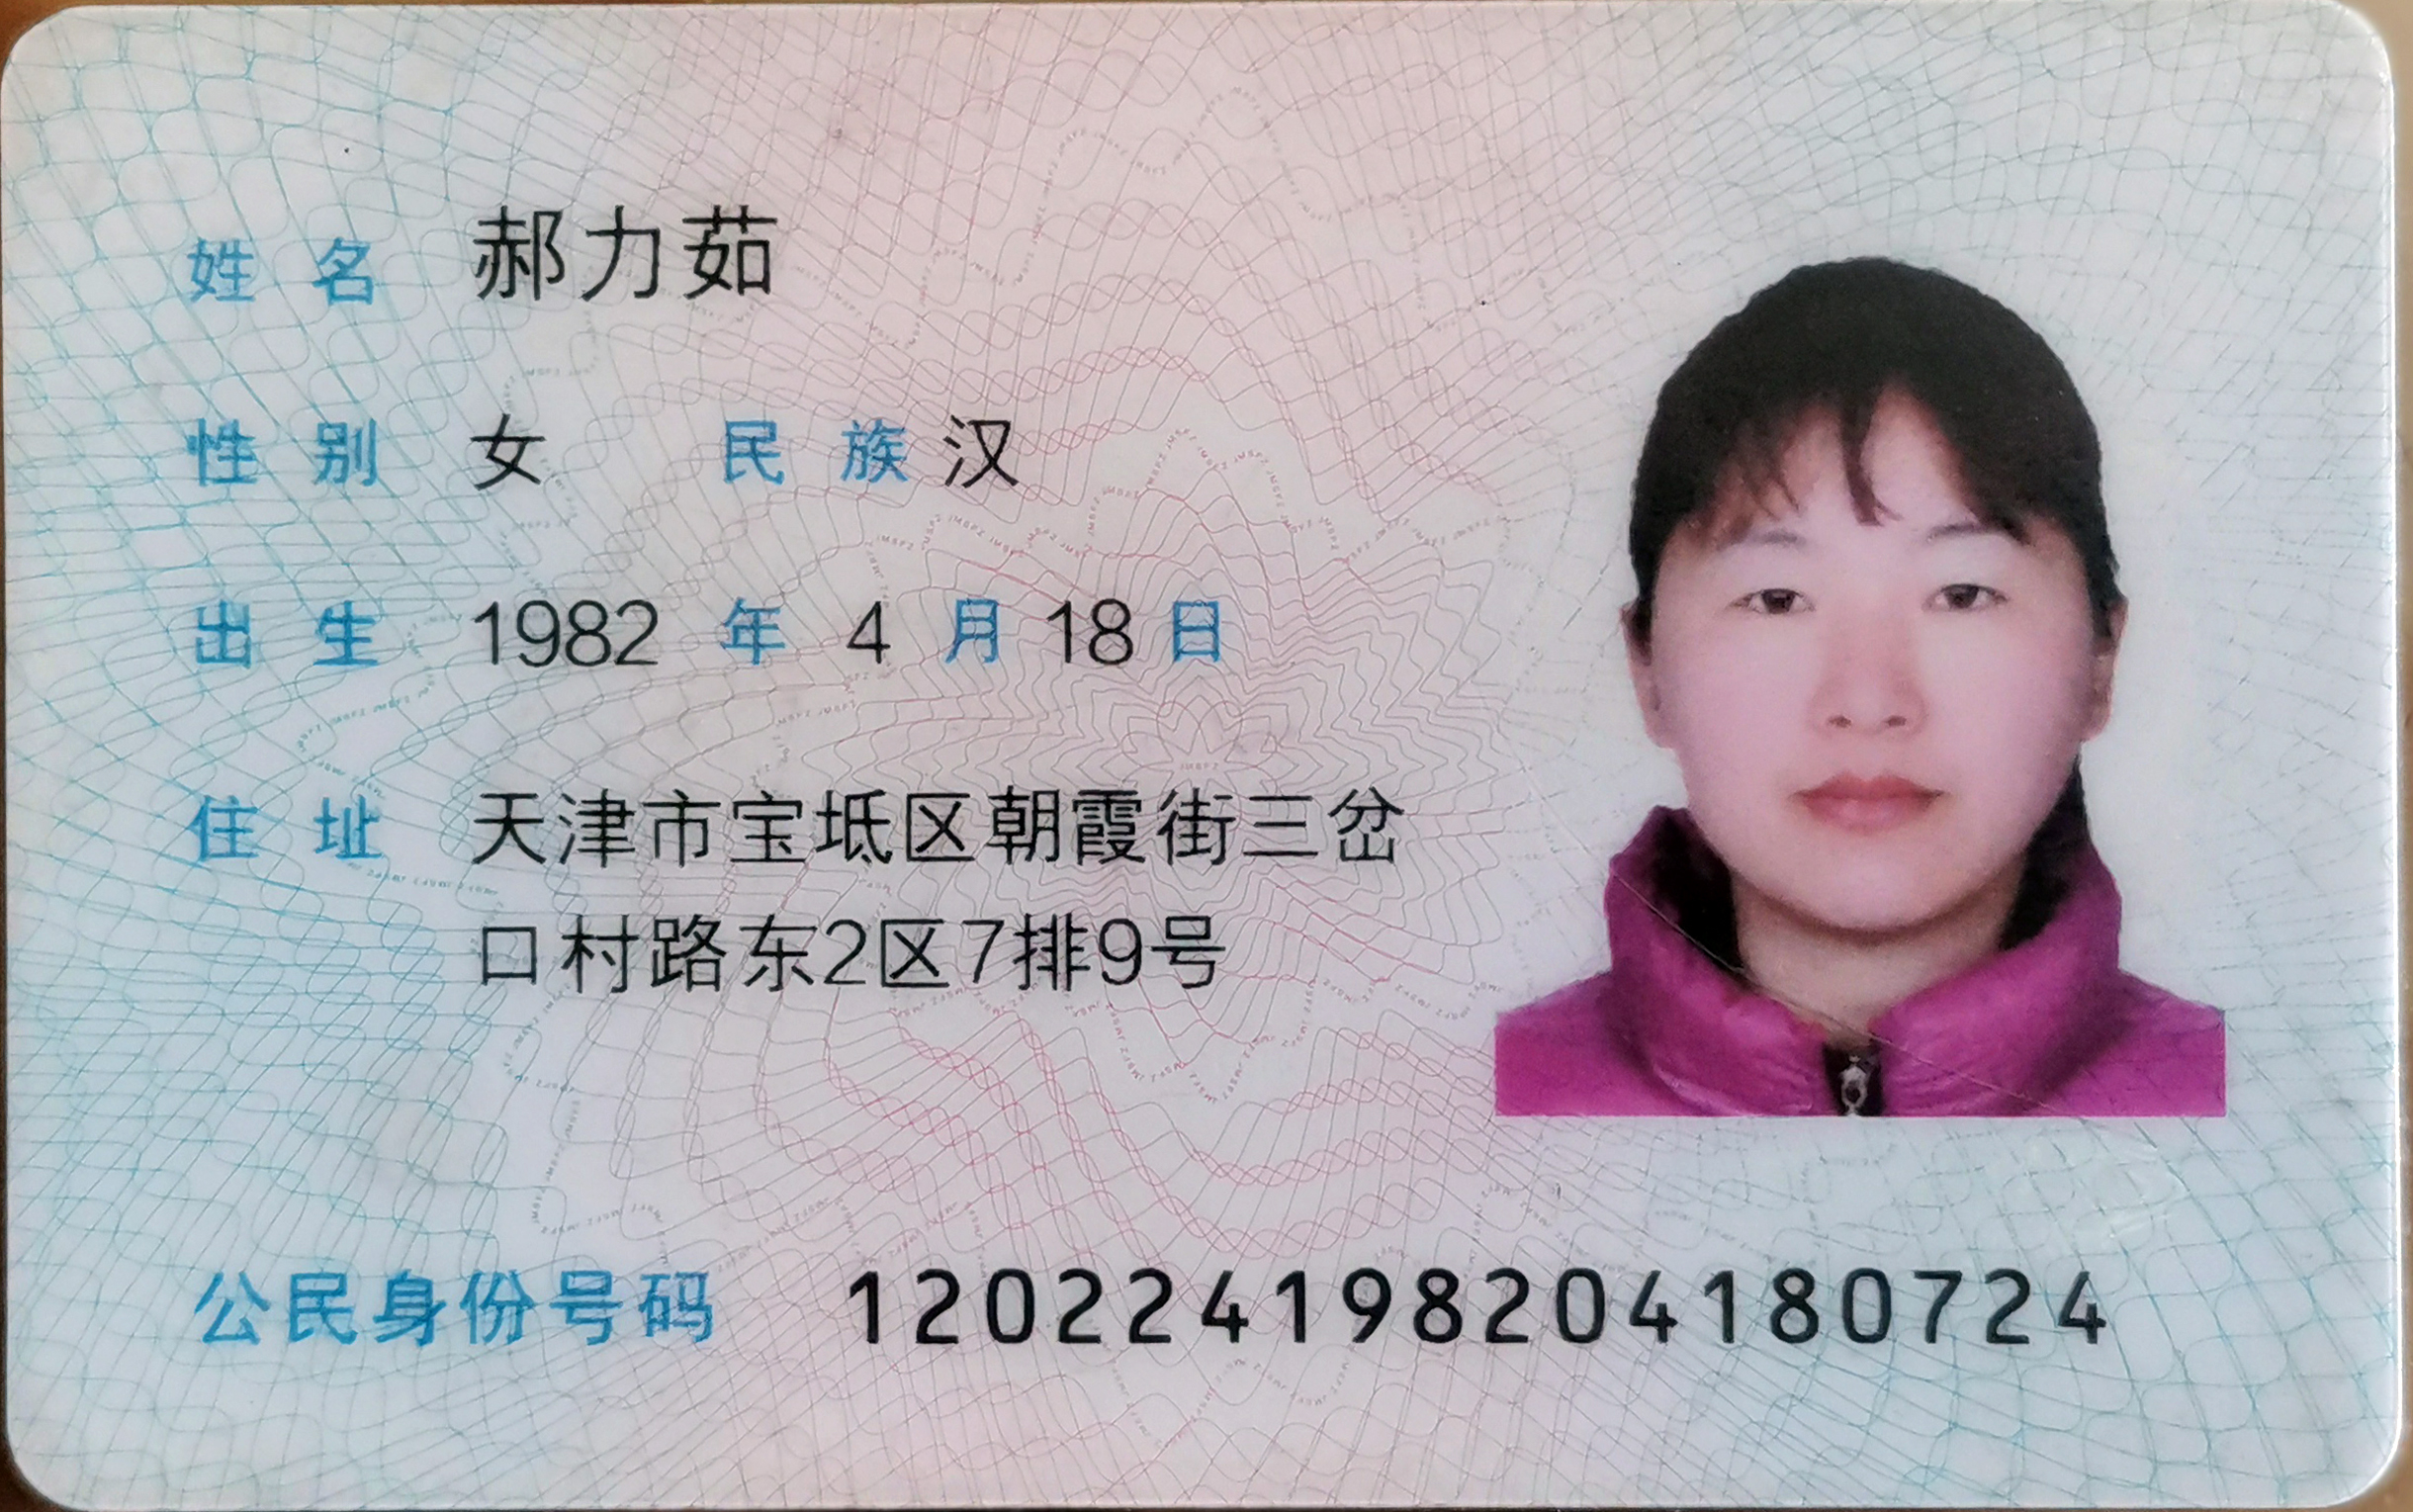 姓名 郝力茹
性别 女 民族 汉
出生 1982 年 4 月 18 日
住址 天津市宝坻区朝霞街三岔
口村路东2区7排9号
公民身份号码 120224198204180724